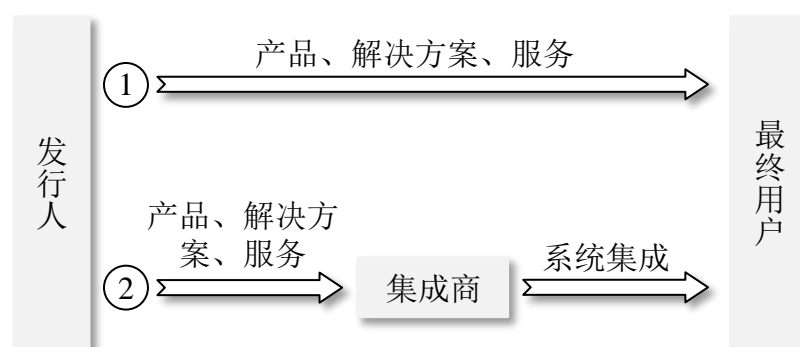 发行人
①
产品、解决方案、服务
②
产品、解决方
案、服务
集成商
系统集成
最终用户